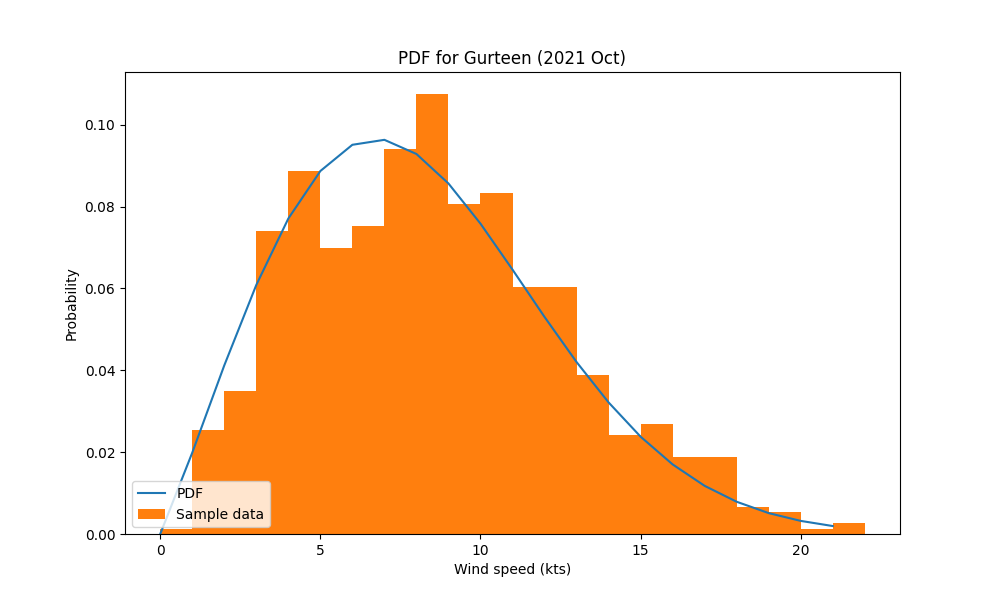 PDF for Gurteen (2021 Oct)
Probability
0.10
0.08
0.06
0.04
0.02
0.00
PDF
Sample data
0 5 10 15 20
Wind speed (kts)